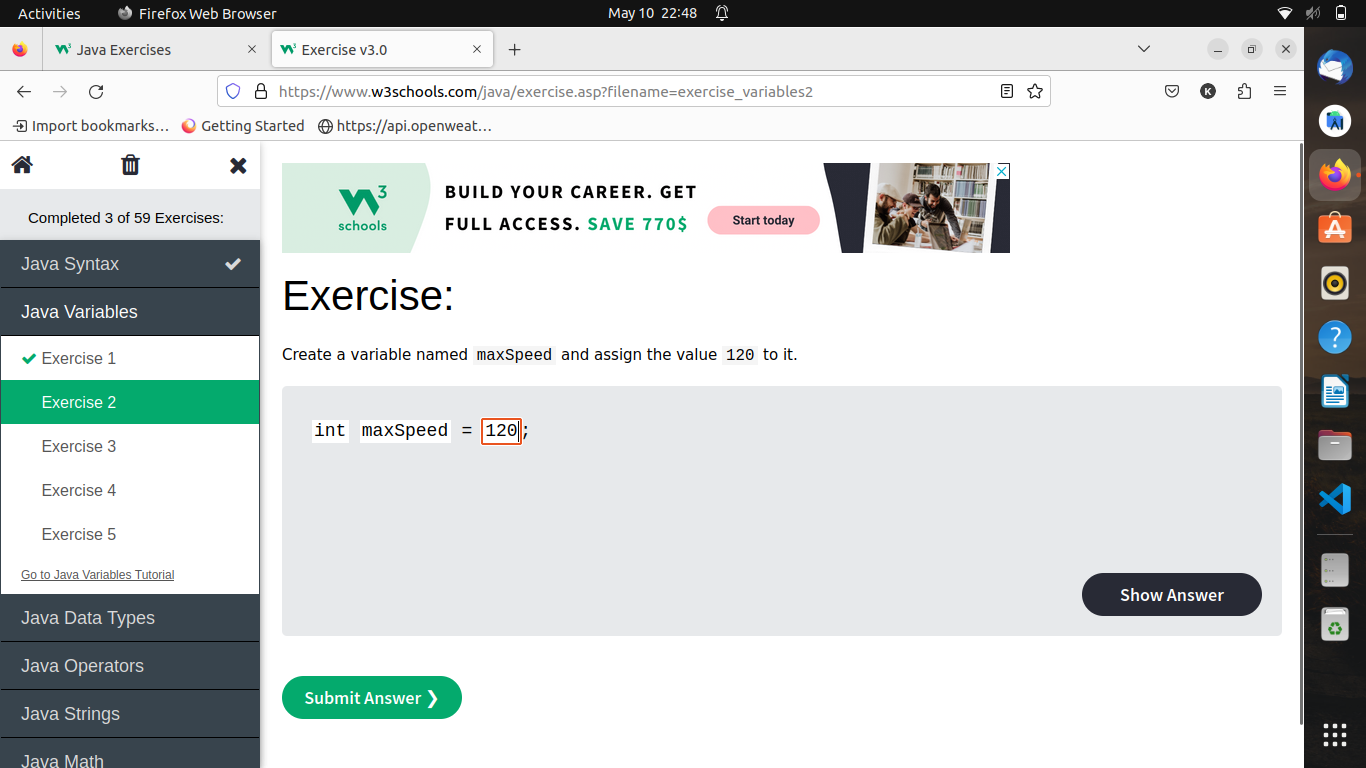 Activities Firefox Web Browser May 10 22:48
Java Exercises Exercise v3.0
https://www.w3schools.com/java/exercise.asp?filename=exercise_variables2 K
Import bookmarks… Getting Started https://api.openweat…
Completed 3 of 59 Exercises:
Java Syntax
Java Variables
Exercise 1
Exercise 2
Exercise 3
Exercise 4
Exercise 5
Go to Java Variables Tutorial
Java Data Types
Java Operators
Java Strings
Java Math
W3
schools
BUILD YOUR CAREER. GET
FULL ACCESS. SAVE 770$
Start today
Exercise:
Create a variable named maxSpeed and assign the value 120 to it.
int maxSpeed = 120;
Show Answer
Submit Answer ❯